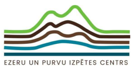 EZERU UN PURVU IZPĒTES CENTRS